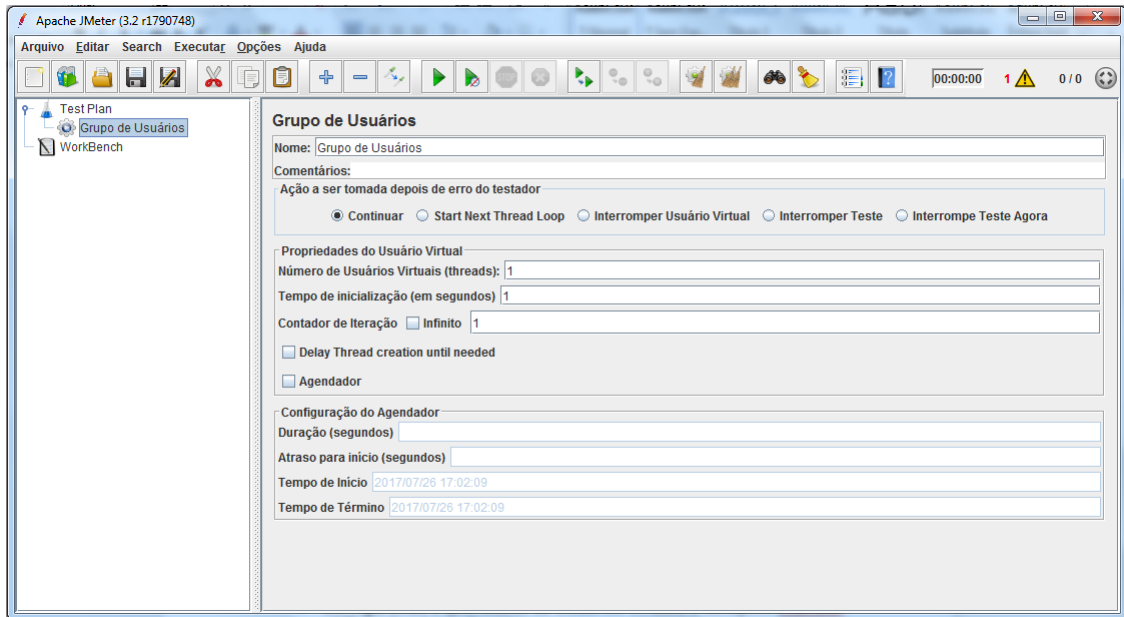 Apache JMeter (3.2 r1790748)
Arquivo Editar Search Executar Opções Ajuda
00:00:00 1 0 / 0
Test Plan
Grupo de Usuários
WorkBench
Grupo de Usuários
Nome: Grupo de Usuários
Comentários:
Ação a ser tomada depois de erro do testador
Continuar Start Next Thread Loop Interromper Usuário Virtual Interromper Teste Interrompe Teste Agora
Propriedades do Usuário Virtual
Número de Usuários Virtuais (threads): 1
Tempo de inicialização (em segundos) 1
Contador de Iteração Infinito 1
Delay Thread creation until needed
Agendador
Configuração do Agendador
Duração (segundos)
Atraso para início (segundos)
Tempo de Início 2017/07/26 17:02:09
Tempo de Término 2017/07/26 17:02:09